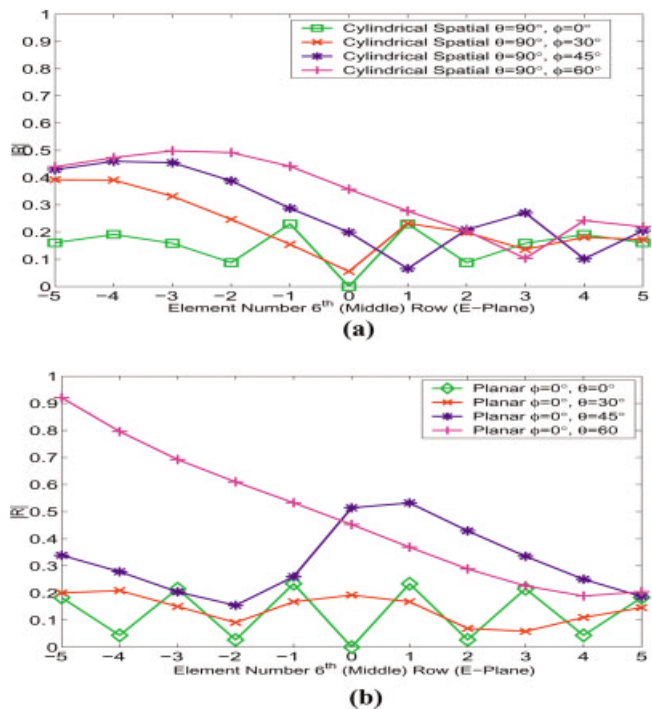 1
0.9
0.8
0.7
0.6
0.5
0.4
0.3
0.2
0.1
0
|R|
Cylindrical Spatial θ=90°, ϕ=0°
Cylindrical Spatial θ=90°, ϕ=30°
Cylindrical Spatial θ=90°, ϕ=45°
Cylindrical Spatial θ=90°, ϕ=60°
−5 −4 −3 −2 −1 0 1 2 3 4 5
Element Number 6th (Middle) Row (E−Plane)
(a)
1
0.9
0.8
0.7
0.6
0.5
0.4
0.3
0.2
0.1
0
|R|
Planar ϕ=0°, θ=0°
Planar ϕ=0°, θ=30°
Planar ϕ=0°, θ=45°
Planar ϕ=0°, θ=60
−5 −4 −3 −2 −1 0 1 2 3 4 5
Element Number 6th (Middle) Row (E−Plane)
(b)